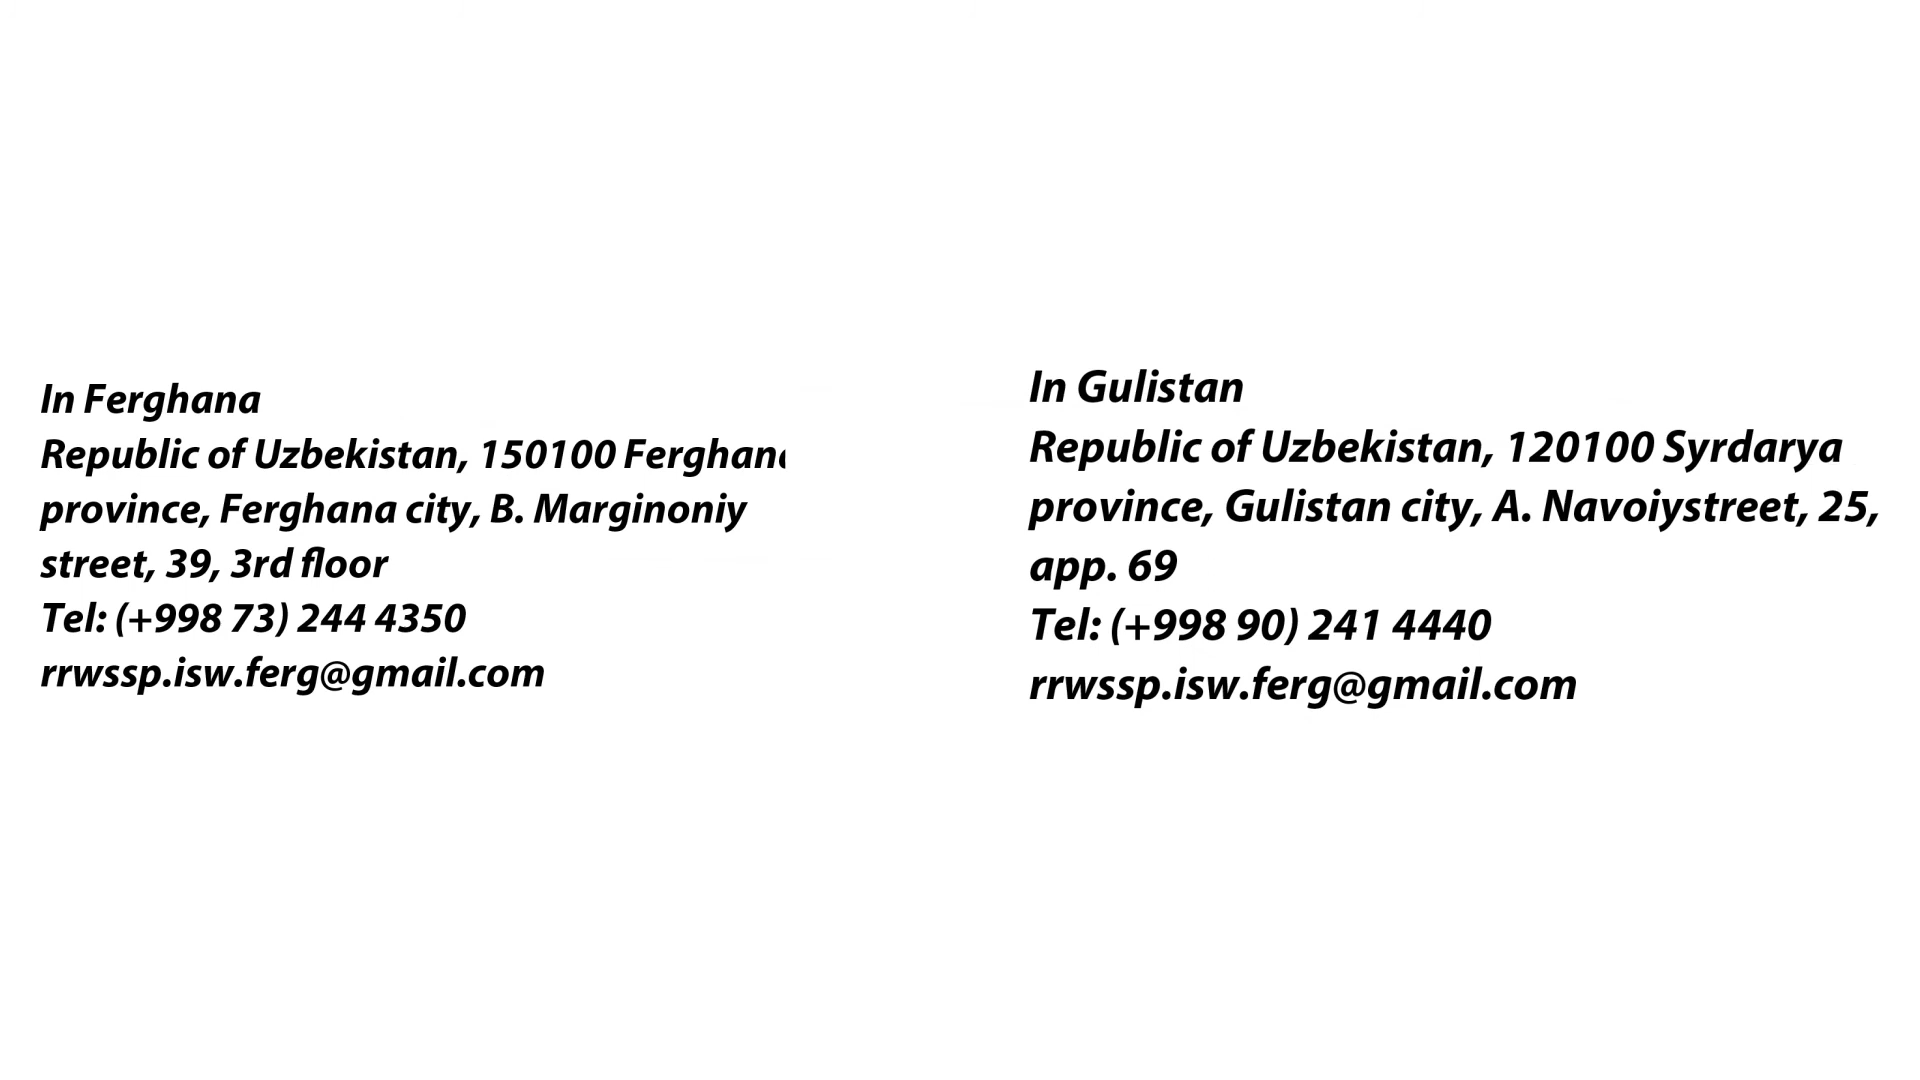 In Ferghana
Republic of Uzbekistan, 150100 Ferghana
province, Ferghana city, B. Marginoniy
street, 39, 3rd floor
Tel: (+998 73) 244 4350
rrwssp.isw.ferg@gmail.com
In Gulistan
Republic of Uzbekistan, 120100 Syrdarya
province, Gulistan city, A. Navoiystreet, 25,
app. 69
Tel: (+998 90) 241 4440
rrwssp.isw.ferg@gmail.com